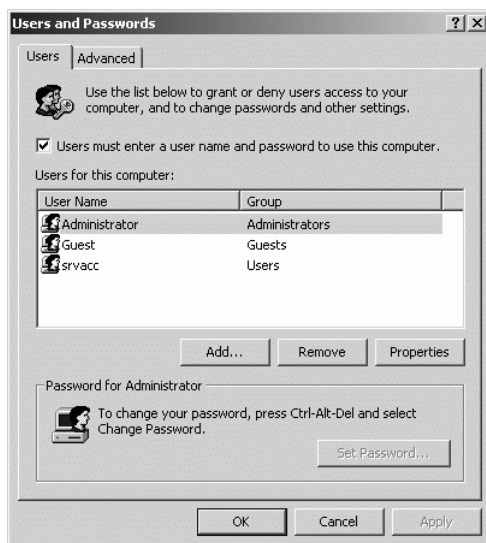 Users and Passwords
Users
Advanced
Use the list below to grant or deny users access to your
computer, and to change passwords and other settings.
Users must enter a user name and password to use this computer.
Users for this computer:
User Name Group
Administrator Administrators
Guest Guests
srvacc Users
Add... Remove Properties
Password for Administrator
To change your password, press Ctrl-Alt-Del and select
Change Password.
Set Password...
OK Cancel Apply